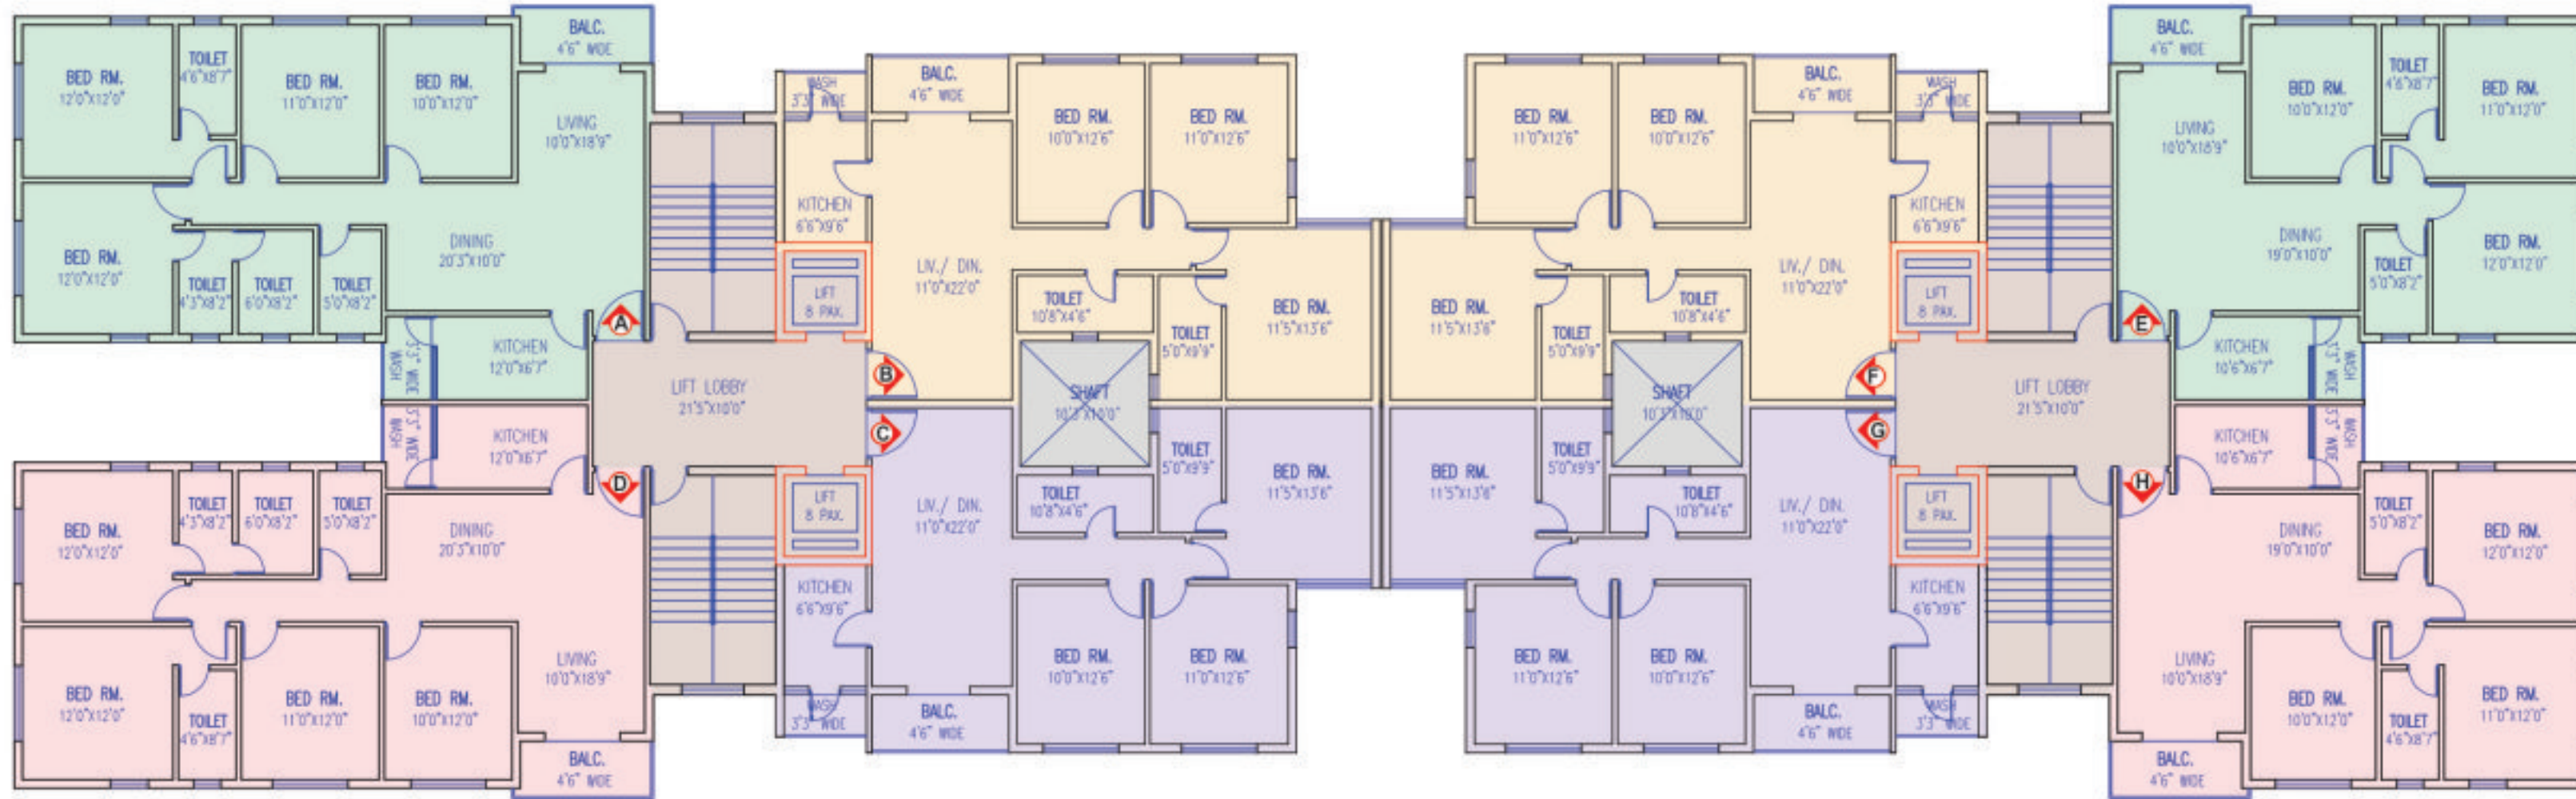 BED RM.
12'0"X12'0"
TOILET
4'6"X8'7"
BED RM.
11'0"X12'0"
BED RM.
10'0"X12'0"
BALC.
4'6" WIDE
LIVING
10'0"X18'9"
BED RM.
12'0"X12'0"
TOILET
4'3"X8'2"
TOILET
6'0"X8'2"
TOILET
5'0"X8'2"
DINING
20'3"X10'0"
A
KITCHEN
12'0"X6'7"
WASH
3'3" WIDE
WASH
3'3" WIDE
KITCHEN
6'6"X9'6"
LIFT
8 PAX.
BALC.
4'6" WIDE
BED RM.
10'0"X12'6"
BED RM.
11'0"X12'6"
LIV./ DIN.
11'0"X22'0"
TOILET
10'8"X4'6"
TOILET
5'0"X9'9"
BED RM.
11'5"X13'6"
B
SHAFT
10'3"X10'0"
LIFT LOBBY
21'5"X10'0"
BED RM.
11'0"X12'6"
BED RM.
10'0"X12'6"
BALC.
4'6" WIDE
WASH
3'3" WIDE
KITCHEN
6'6"X9'6"
LIFT
8 PAX.
BED RM.
11'5"X13'6"
TOILET
5'0"X9'9"
TOILET
10'8"X4'6"
LIV./ DIN.
11'0"X22'0"
F
SHAFT
10'3"X10'0"
LIFT LOBBY
21'5"X10'0"
BALC.
4'6" WIDE
LIVING
10'0"X18'9"
BED RM.
10'0"X12'0"
TOILET
4'6"X8'7"
BED RM.
11'0"X12'0"
DINING
19'0"X10'0"
TOILET
5'0"X8'2"
BED RM.
12'0"X12'0"
E
KITCHEN
10'6"X6'7"
WASH
3'3" WIDE
WASH
3'3" WIDE
KITCHEN
12'0"X6'7"
D
BED RM.
12'0"X12'0"
TOILET
4'3"X8'2"
TOILET
6'0"X8'2"
TOILET
5'0"X8'2"
DINING
20'3"X10'0"
BED RM.
12'0"X12'0"
TOILET
4'6"X8'7"
BED RM.
11'0"X12'0"
BED RM.
10'0"X12'0"
LIVING
10'0"X18'9"
BALC.
4'6" WIDE
C
LIFT
8 PAX.
KITCHEN
6'6"X9'6"
WASH
3'3" WIDE
LIV./ DIN.
11'0"X22'0"
TOILET
10'8"X4'6"
TOILET
5'0"X9'9"
BED RM.
11'5"X13'6"
BED RM.
10'0"X12'6"
BED RM.
11'0"X12'6"
BALC.
4'6" WIDE
BED RM.
11'5"X13'6"
TOILET
5'0"X9'9"
TOILET
10'8"X4'6"
LIV./ DIN.
11'0"X22'0"
G
LIFT
8 PAX.
KITCHEN
6'6"X9'6"
BED RM.
11'0"X12'6"
BED RM.
10'0"X12'6"
BALC.
4'6" WIDE
WASH
3'3" WIDE
KITCHEN
10'6"X6'7"
WASH
3'3" WIDE
H
TOILET
5'0"X8'2"
BED RM.
12'0"X12'0"
DINING
19'0"X10'0"
LIVING
10'0"X18'9"
BED RM.
10'0"X12'0"
TOILET
4'6"X8'7"
BED RM.
11'0"X12'0"
BALC.
4'6" WIDE